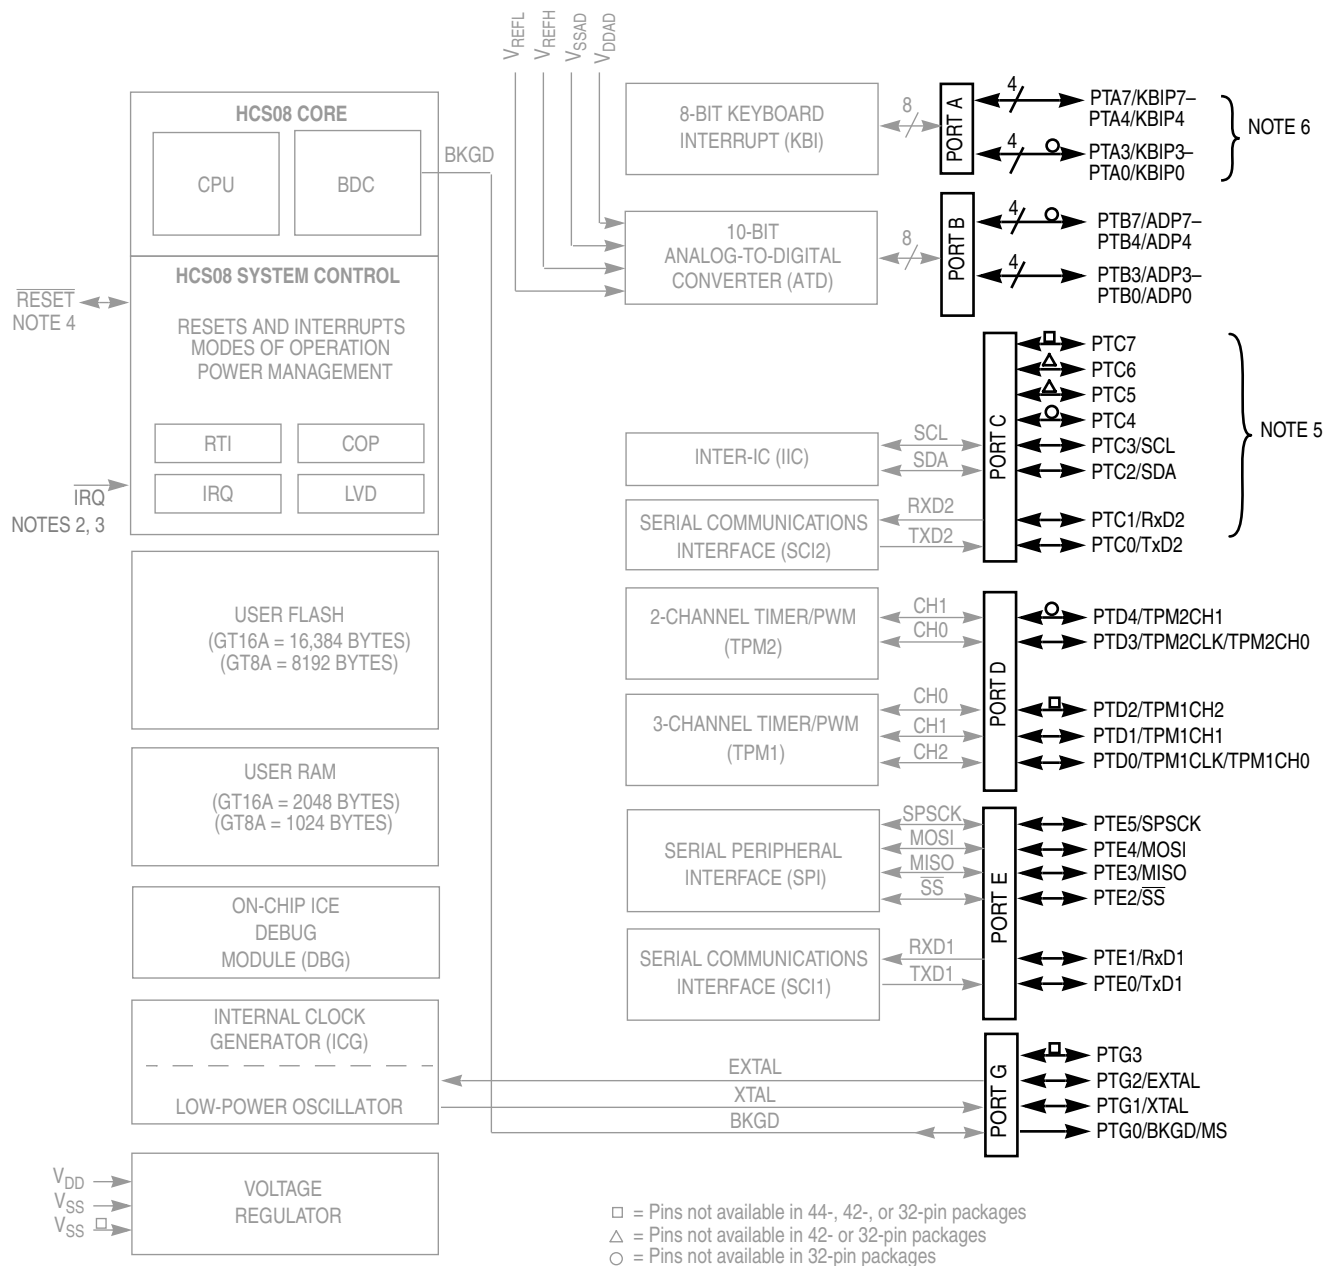 VREFL
VREFH
VSSAD
VDDAD
HCS08 CORE
CPU
BDC
BKGD
HCS08 SYSTEM CONTROL
RESETS AND INTERRUPTS
MODES OF OPERATION
POWER MANAGEMENT
RTI
COP
IRQ
LVD
RESET
NOTE 4
IRQ
NOTES 2, 3
USER FLASH
(GT16A = 16,384 BYTES)
(GT8A = 8192 BYTES)
USER RAM
(GT16A = 2048 BYTES)
(GT8A = 1024 BYTES)
ON-CHIP ICE
DEBUG
MODULE (DBG)
INTERNAL CLOCK
GENERATOR (ICG)
LOW-POWER OSCILLATOR
VOLTAGE
REGULATOR
VDD
VSS
VSS
8-BIT KEYBOARD
INTERRUPT (KBI)
8
PORT A
4
PTA7/KBIP7–
PTA4/KBIP4
4
PTA3/KBIP3–
PTA0/KBIP0
NOTE 6
10-BIT
ANALOG-TO-DIGITAL
CONVERTER (ATD)
8
PORT B
4
PTB7/ADP7–
PTB4/ADP4
4
PTB3/ADP3–
PTB0/ADP0
INTER-IC (IIC)
SCL
SDA
SERIAL COMMUNICATIONS
INTERFACE (SCI2)
RXD2
TXD2
PORT C
PTC7
PTC6
PTC5
PTC4
PTC3/SCL
PTC2/SDA
PTC1/RxD2
PTC0/TxD2
NOTE 5
2-CHANNEL TIMER/PWM
(TPM2)
CH1
CH0
3-CHANNEL TIMER/PWM
(TPM1)
CH0
CH1
CH2
PORT D
PTD4/TPM2CH1
PTD3/TPM2CLK/TPM2CH0
PTD2/TPM1CH2
PTD1/TPM1CH1
PTD0/TPM1CLK/TPM1CH0
SERIAL PERIPHERAL
INTERFACE (SPI)
SPSCK
MOSI
MISO
SS
SERIAL COMMUNICATIONS
INTERFACE (SCI1)
RXD1
TXD1
PORT E
PTE5/SPSCK
PTE4/MOSI
PTE3/MISO
PTE2/SS
PTE1/RxD1
PTE0/TxD1
EXTAL
XTAL
BKGD
PORT G
PTG3
PTG2/EXTAL
PTG1/XTAL
PTG0/BKGD/MS
= Pins not available in 44-, 42-, or 32-pin packages
= Pins not available in 42- or 32-pin packages
= Pins not available in 32-pin packages